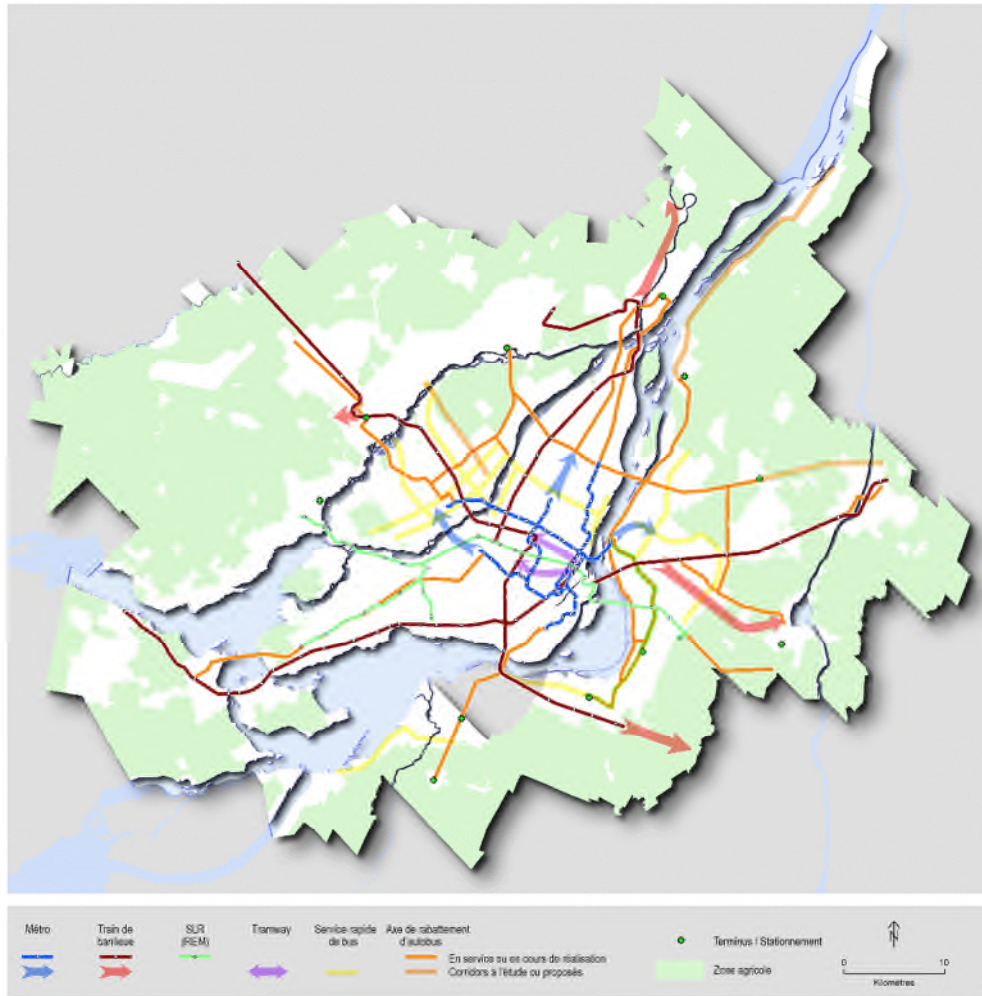 Métro
Train de banlieue
SLR (REM)
Tramway
Service rapide de bus
Axe de rabattement d'autobus
En service ou en cours de réalisation
Corridors à l'étude ou proposés
Terminus / Stationnement
Zone agricole
N
0 10
Kilomètres